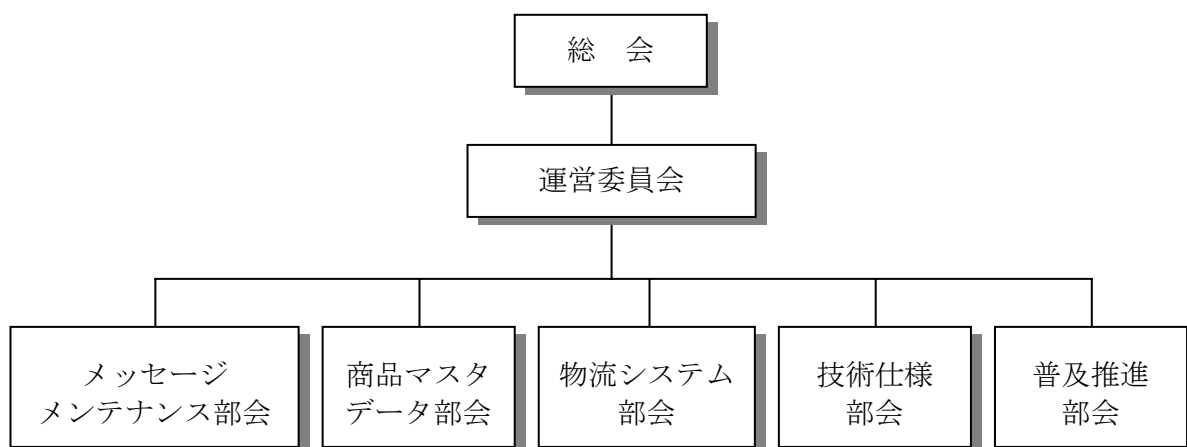 総　会
運営委員会
メッセージ
メンテナンス部会
商品マスタ
データ部会
物流システム
部会
技術仕様
部会
普及推進
部会